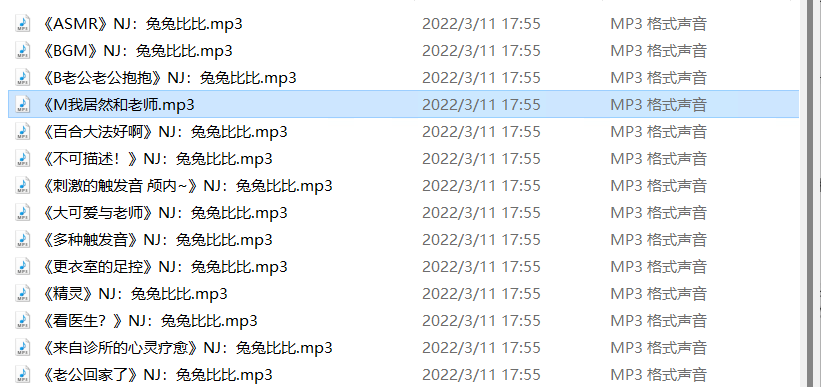 《ASMR》NJ：兔兔比比.mp3 2022/3/11 17:55 MP3 格式声音
《BGM》NJ：兔兔比比.mp3 2022/3/11 17:55 MP3 格式声音
《B老公老公抱抱》NJ：兔兔比比.mp3 2022/3/11 17:55 MP3 格式声音
《M我居然和老师.mp3 2022/3/11 17:55 MP3 格式声音
《百合大法好啊》NJ：兔兔比比.mp3 2022/3/11 17:55 MP3 格式声音
《不可描述！》NJ：兔兔比比.mp3 2022/3/11 17:55 MP3 格式声音
《刺激的触发音 颅内~》NJ：兔兔比比.mp3 2022/3/11 17:55 MP3 格式声音
《大可爱与老师》NJ：兔兔比比.mp3 2022/3/11 17:55 MP3 格式声音
《多种触发音》NJ：兔兔比比.mp3 2022/3/11 17:55 MP3 格式声音
《更衣室的足控》NJ：兔兔比比.mp3 2022/3/11 17:55 MP3 格式声音
《精灵》NJ：兔兔比比.mp3 2022/3/11 17:55 MP3 格式声音
《看医生？》NJ：兔兔比比.mp3 2022/3/11 17:55 MP3 格式声音
《来自诊所的心灵疗愈》NJ：兔兔比比.mp3 2022/3/11 17:55 MP3 格式声音
《老公回家了》NJ：兔兔比比.mp3 2022/3/11 17:55 MP3 格式声音